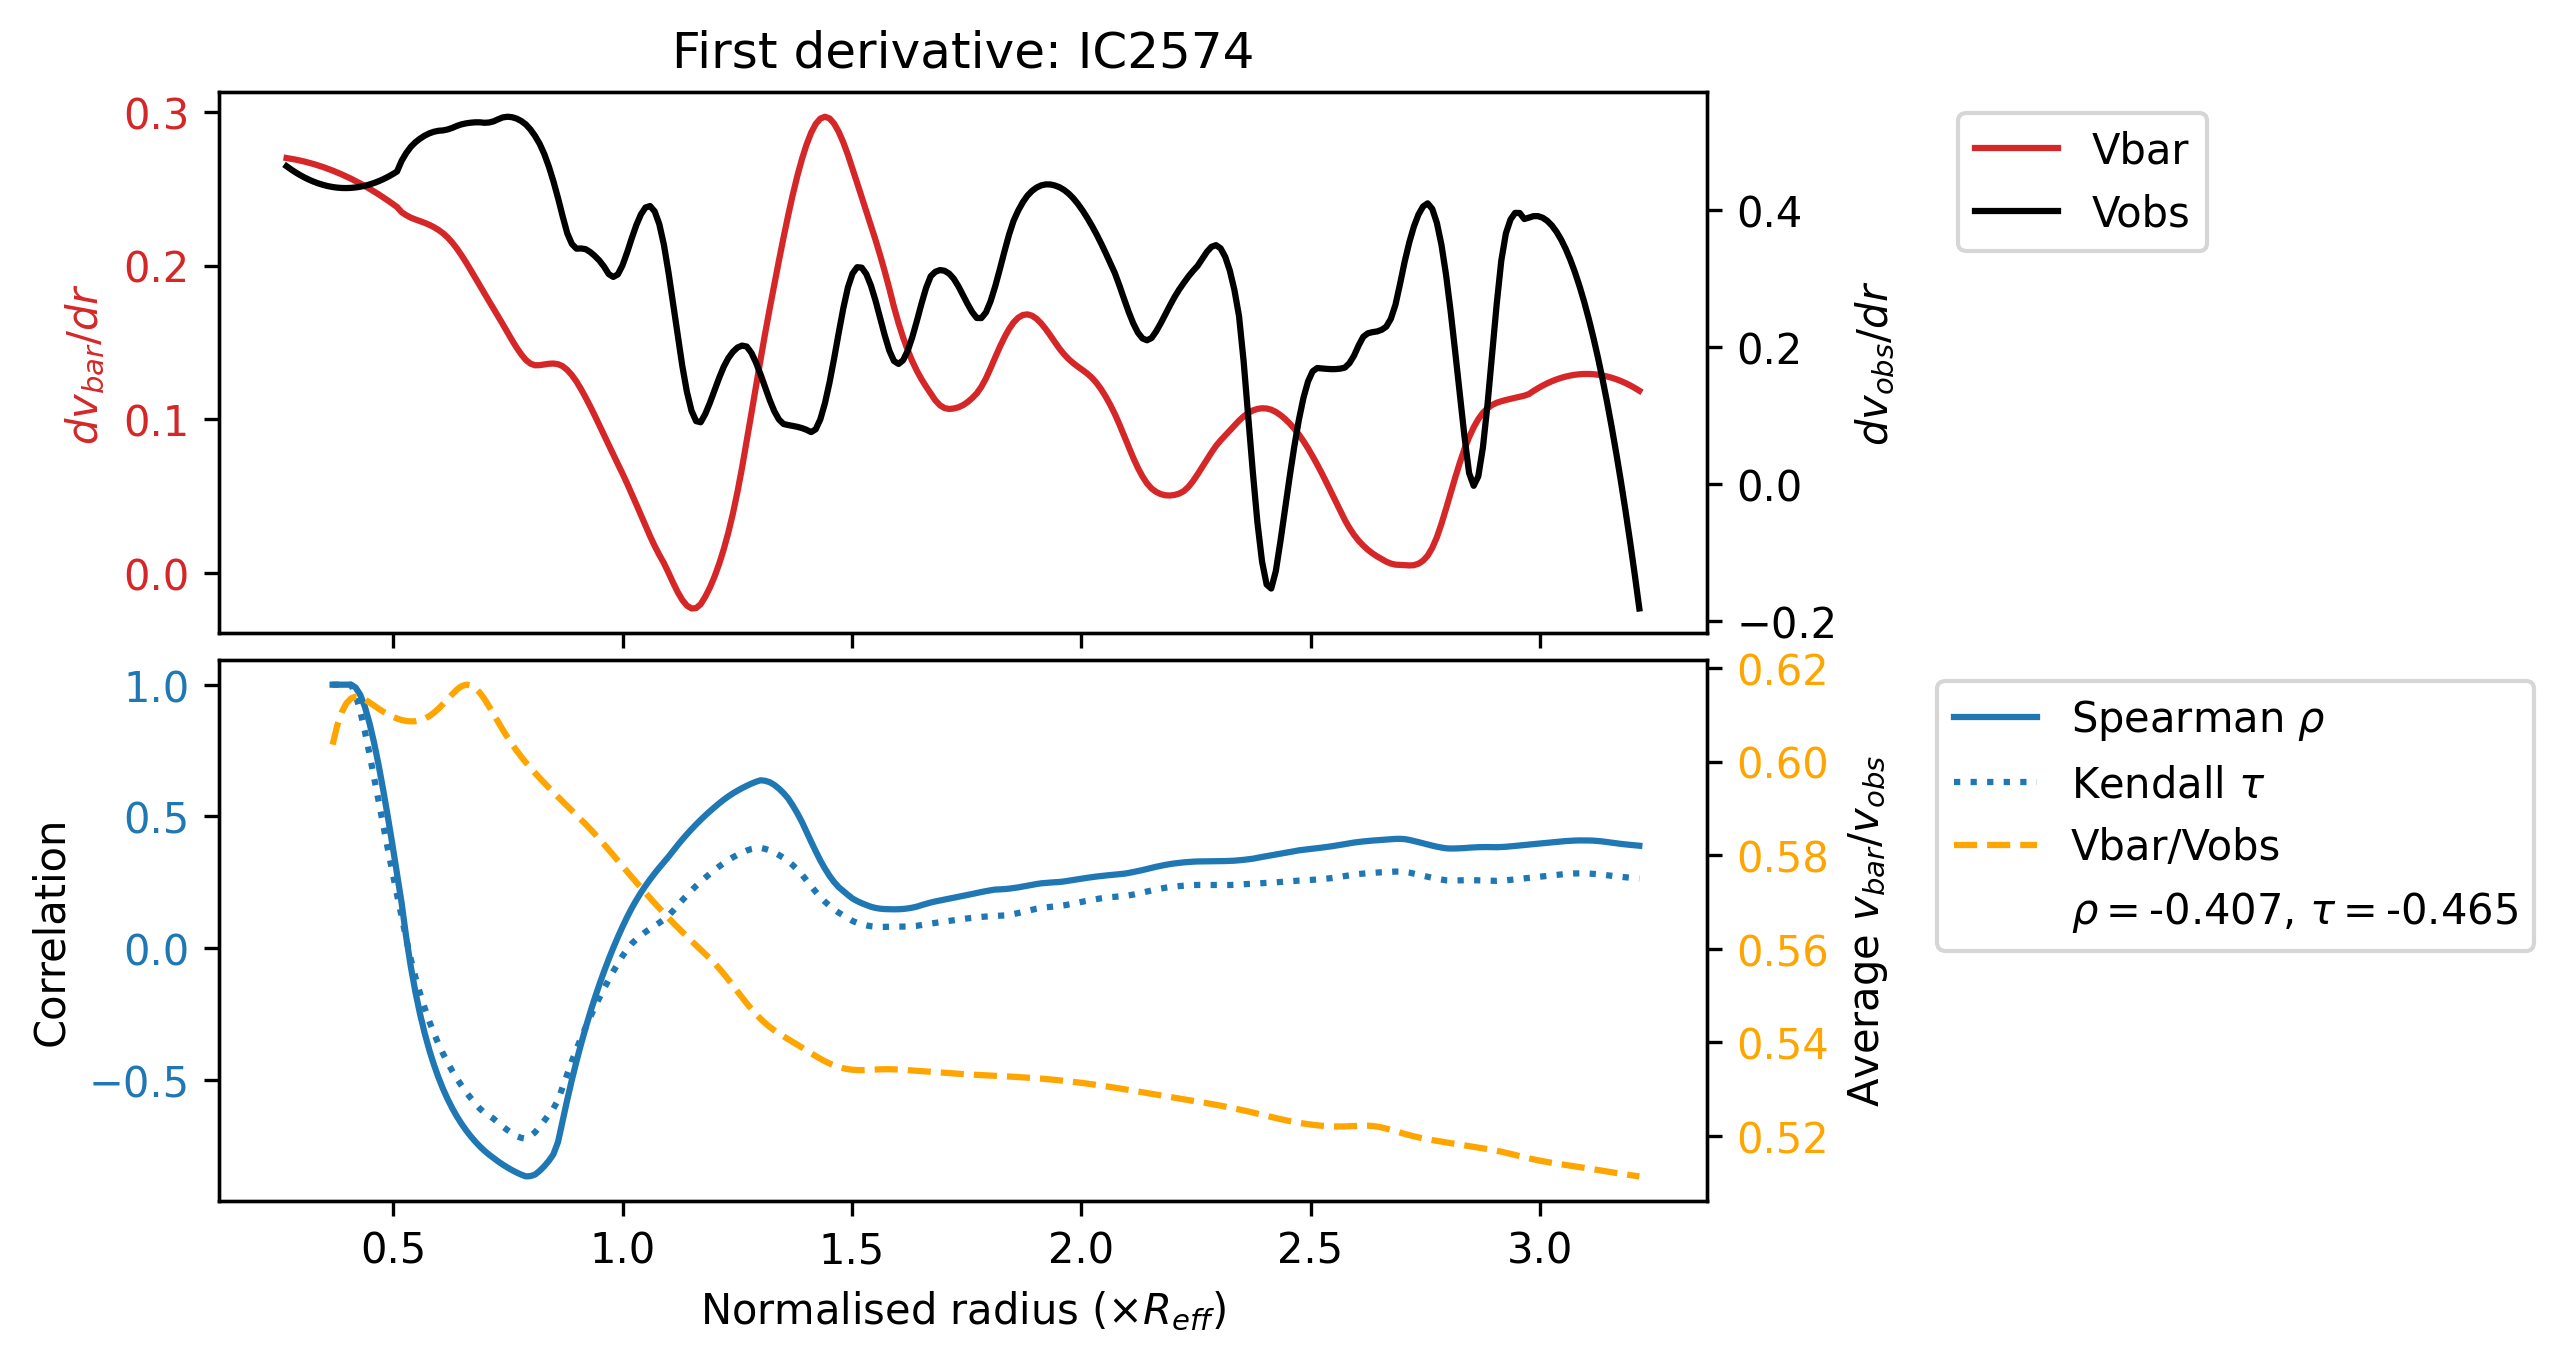 First derivative: IC2574
0.3
0.2
0.1
0.0
dv_bar/dr
0.4
0.2
0.0
−0.2
dv_obs/dr
Vbar
Vobs
1.0
0.5
0.0
−0.5
Correlation
0.62
0.60
0.58
0.56
0.54
0.52
Average v_bar/v_obs
Spearman ρ
Kendall τ
Vbar/Vobs
ρ = -0.407, τ = -0.465
0.5 1.0 1.5 2.0 2.5 3.0
Normalised radius (×R_eff)